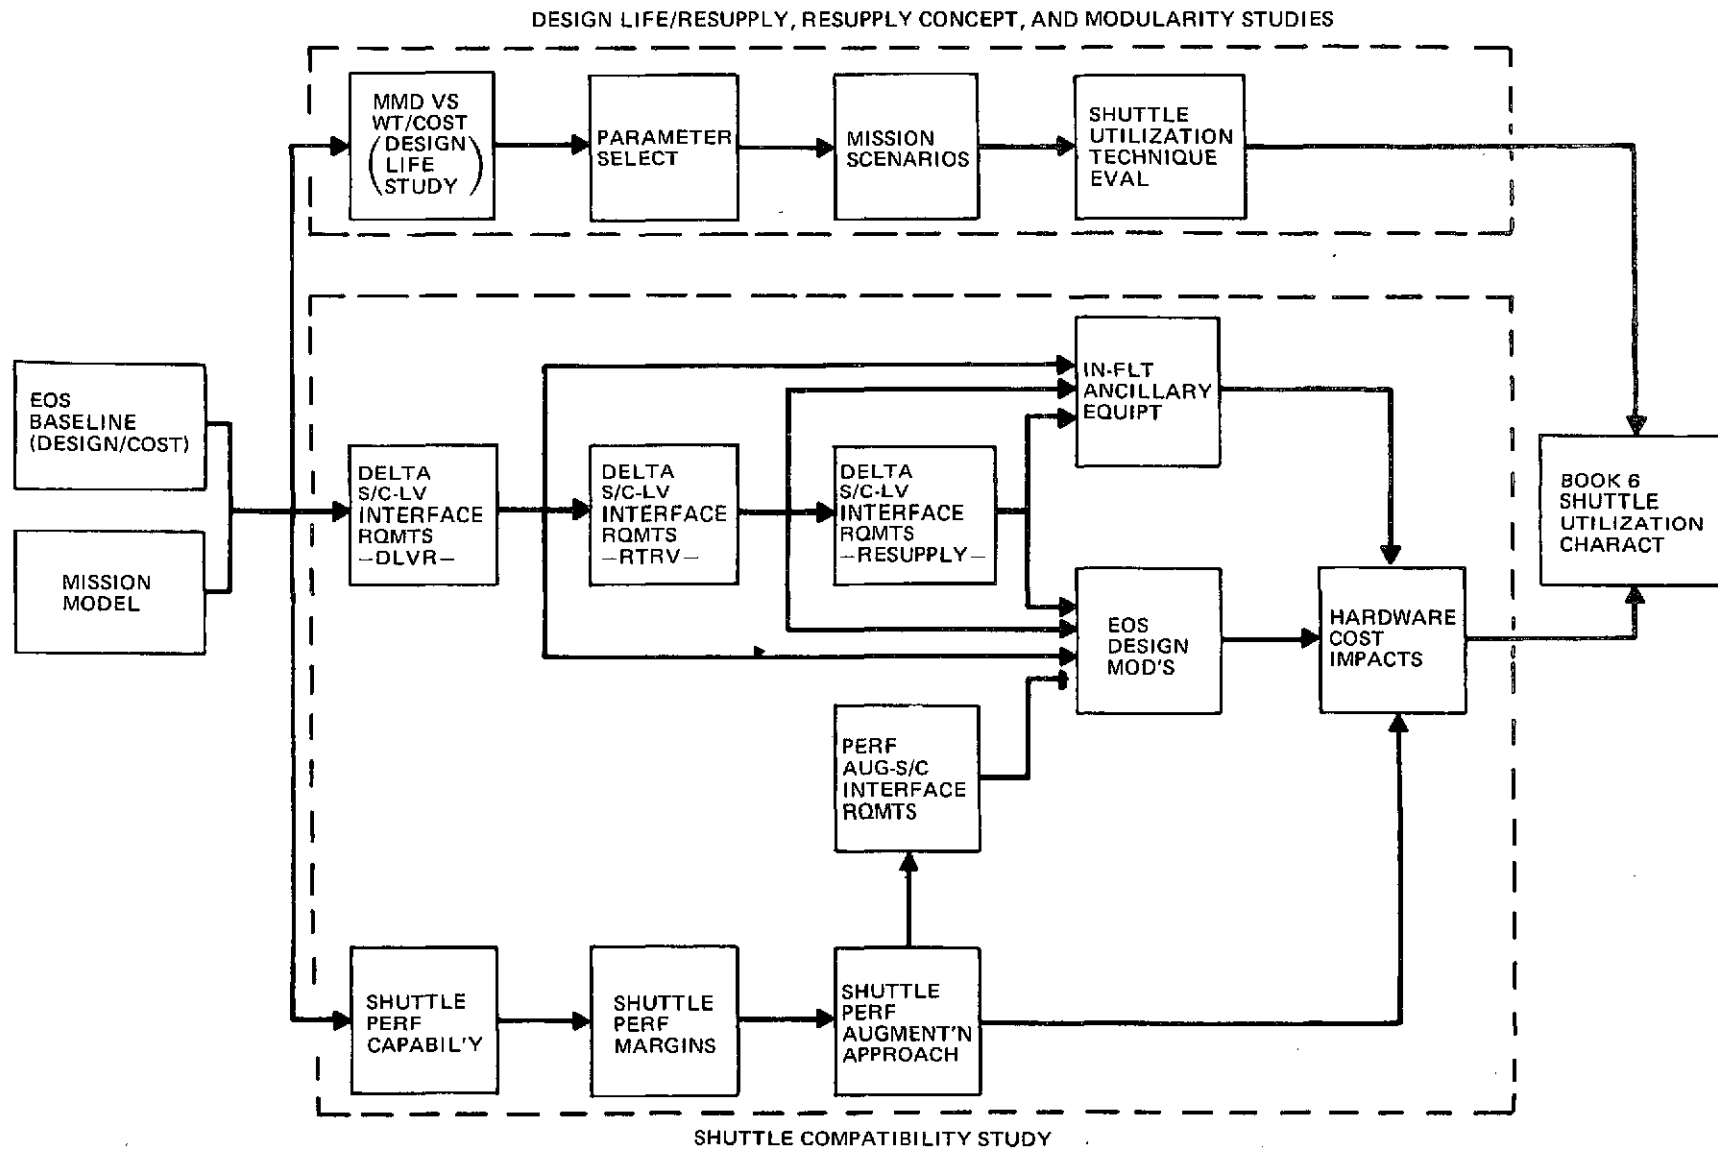 DESIGN LIFE/RESUPPLY, RESUPPLY CONCEPT, AND MODULARITY STUDIES
MMD VS
WT/COST
(DESIGN
LIFE
STUDY)
PARAMETER
SELECT
MISSION
SCENARIOS
SHUTTLE
UTILIZATION
TECHNIQUE
EVAL
EOS
BASELINE
(DESIGN/COST)
MISSION
MODEL
DELTA
S/C-LV
INTERFACE
RQMTS
—DLVR—
DELTA
S/C-LV
INTERFACE
RQMTS
—RTRV—
DELTA
S/C-LV
INTERFACE
RQMTS
—RESUPPLY—
IN-FLT
ANCILLARY
EQUIPT
EOS
DESIGN
MOD'S
HARDWARE
COST
IMPACTS
BOOK 6
SHUTTLE
UTILIZATION
CHARACT
PERF
AUG-S/C
INTERFACE
RQMTS
SHUTTLE
PERF
CAPABIL'Y
SHUTTLE
PERF
MARGINS
SHUTTLE
PERF
AUGMENT'N
APPROACH
SHUTTLE COMPATIBILITY STUDY